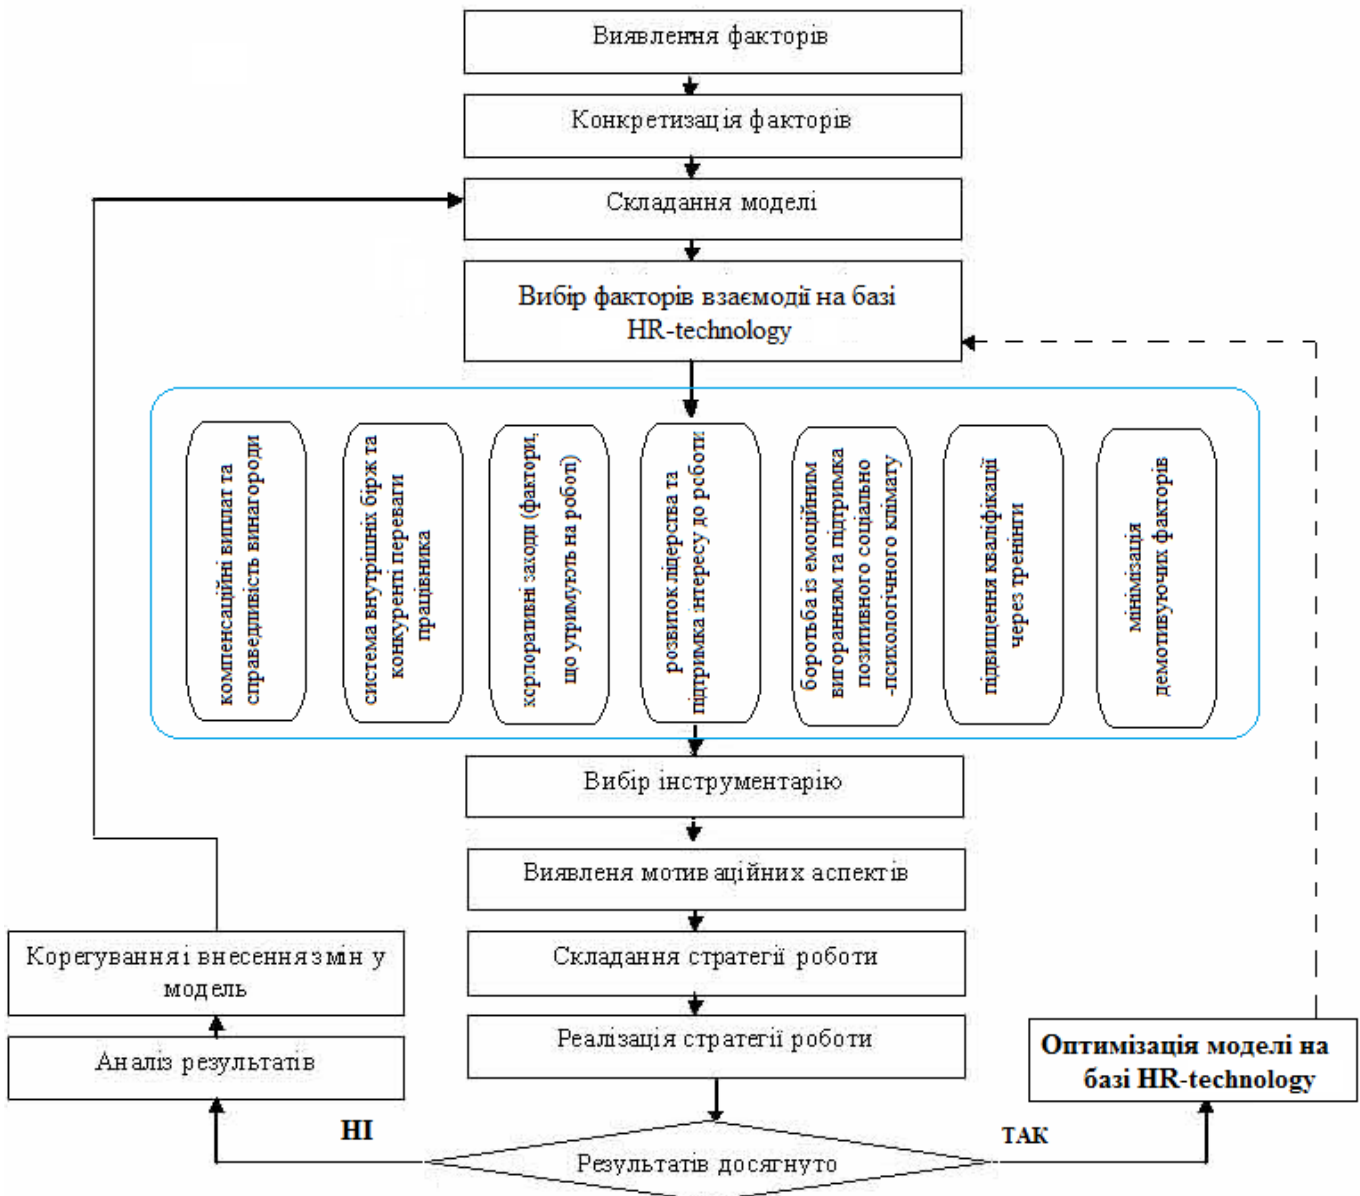 Виявлення факторів
Конкретизація факторів
Складання моделі
Вибір факторів взаємодії на базі
HR-technology
компенсаційні виплат та
справедливість винагороди
система внутрішніх бірж та
конкуренті переваги
працівника
корпоративні заходи (фактори,
що утримують на роботі)
розвиток лідерства та
підтримка інтересу до роботи
боротьба із емоційним
вигоранням та підтримка
позитивного соціально
-психологічного клімату
підвищення кваліфікації
через тренінги
мінімізація
демотивуючих факторів
Вибір інструментарію
Виявленя мотиваційних аспектів
Складання стратегії роботи
Реалізація стратегії роботи
Корегування і внесення змін у
модель
Аналіз результатів
Оптимізація моделі на
базі HR-technology
НІ
ТАК
Результатів досягнуто